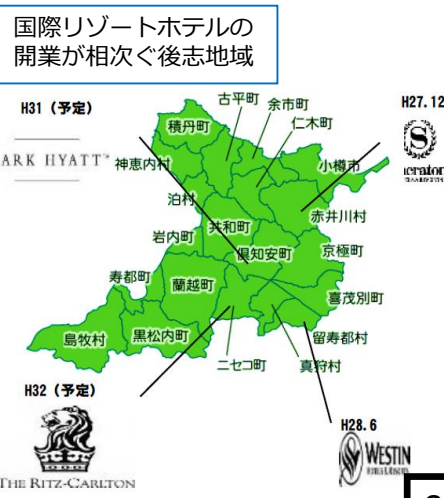 国際リゾートホテルの
開業が相次ぐ後志地域
H31（予定）
ARK HYATT™
H27.12
S
eraton
古平町
余市町
仁木町
積丹町
神恵内村
小樽市
泊村
赤井川村
共和町
岩内町
倶知安町
京極町
寿都町
蘭越町
喜茂別町
島牧村
黒松内町
留寿都村
ニセコ町
真狩村
H32（予定）
THE RITZ-CARLTON
H28.6
WESTIN